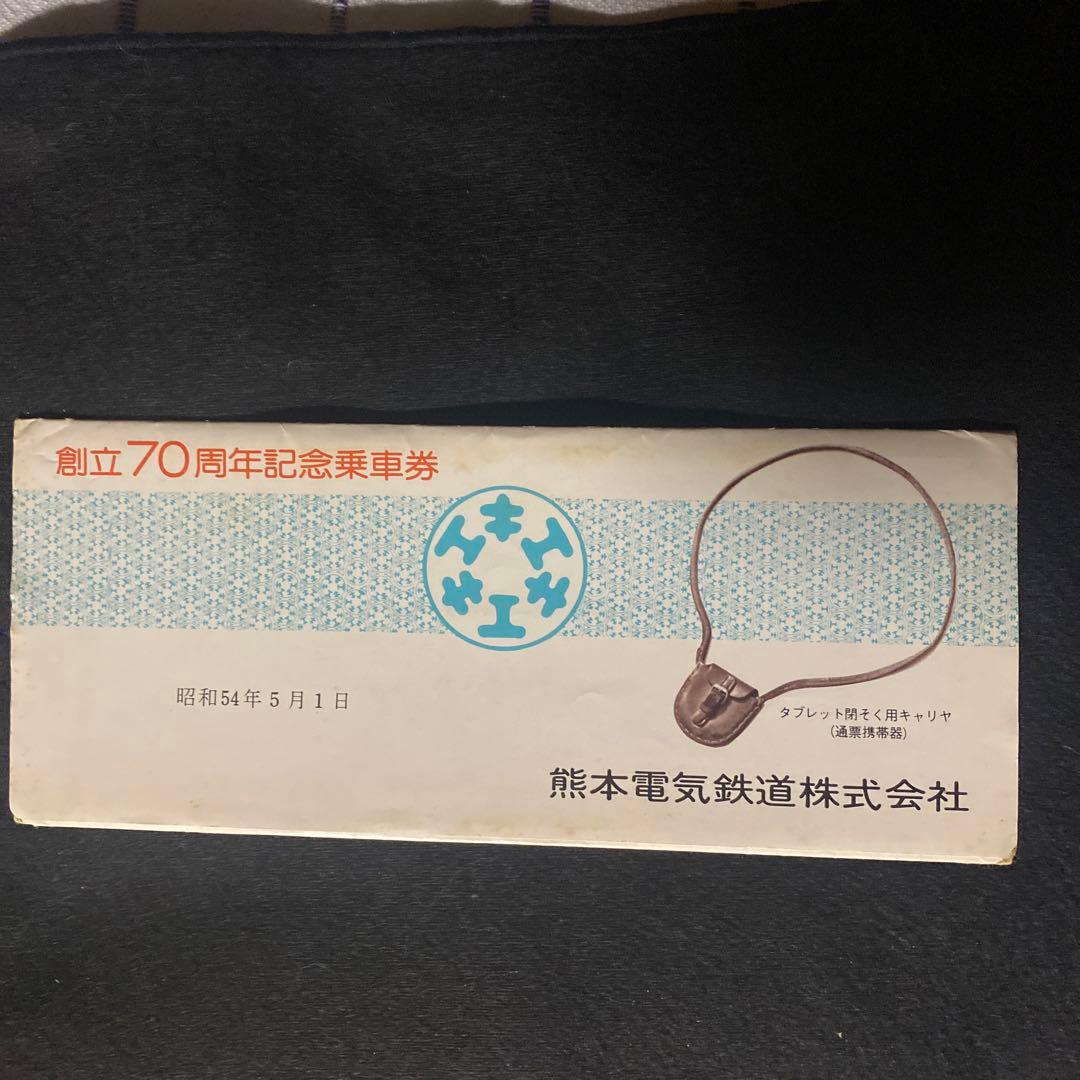 創立70周年記念乗車券
昭和54年5月1日
タブレット閉そく用キャリヤ
(通票携帯器)
熊本電気鉄道株式会社